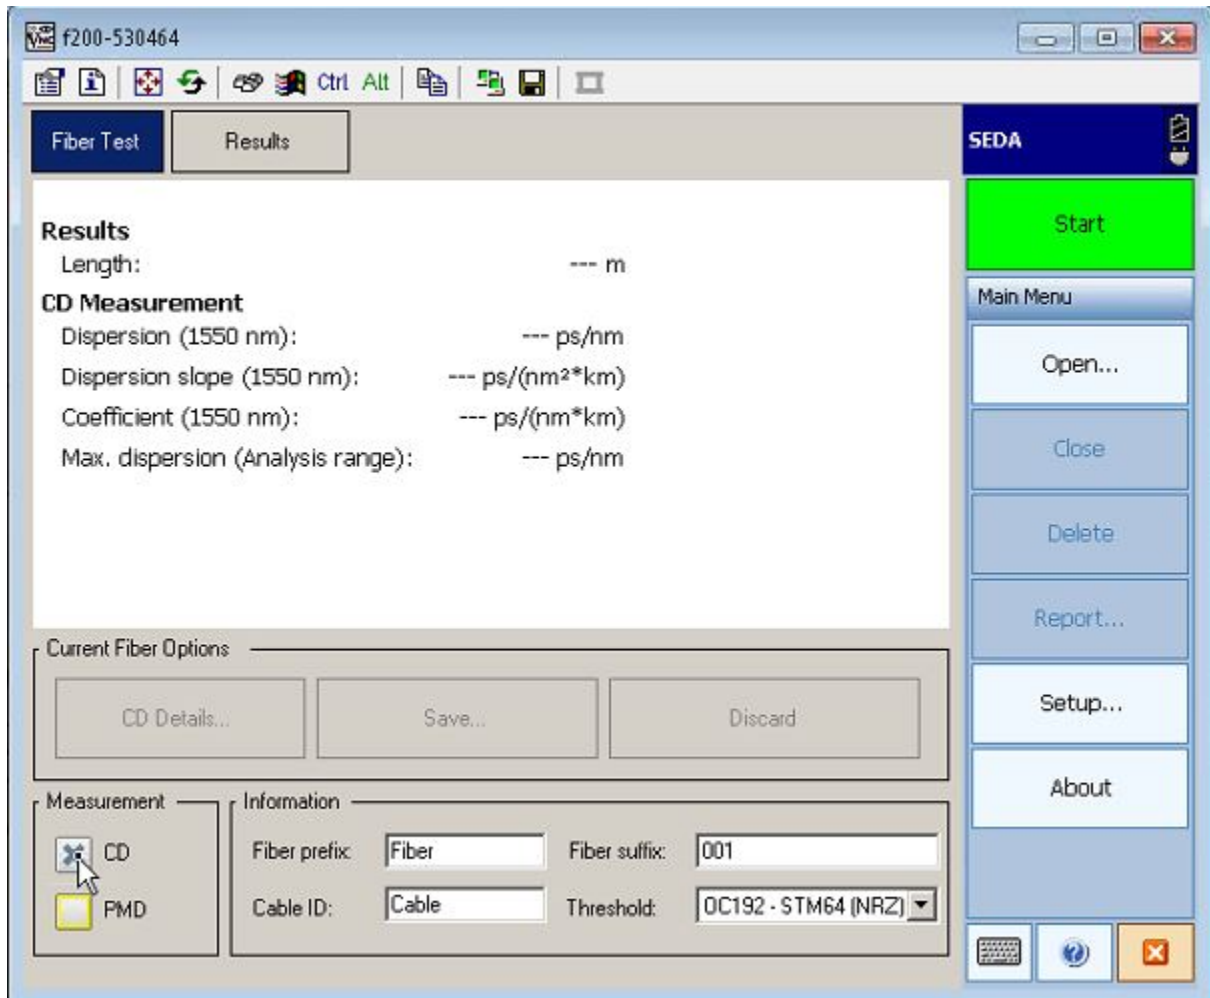 f200-530464
Ctrl Alt
Fiber Test Results
SEDA
Start
Results
Length: --- m
CD Measurement
Dispersion (1550 nm): --- ps/nm
Dispersion slope (1550 nm): --- ps/(nm²*km)
Coefficient (1550 nm): --- ps/(nm*km)
Max. dispersion (Analysis range): --- ps/nm
Main Menu
Open...
Close
Delete
Report...
Setup...
About
Current Fiber Options
CD Details... Save... Discard
Measurement
CD
PMD
Information
Fiber prefix: Fiber Fiber suffix: 001
Cable ID: Cable Threshold: OC192 - STM64 (NRZ)